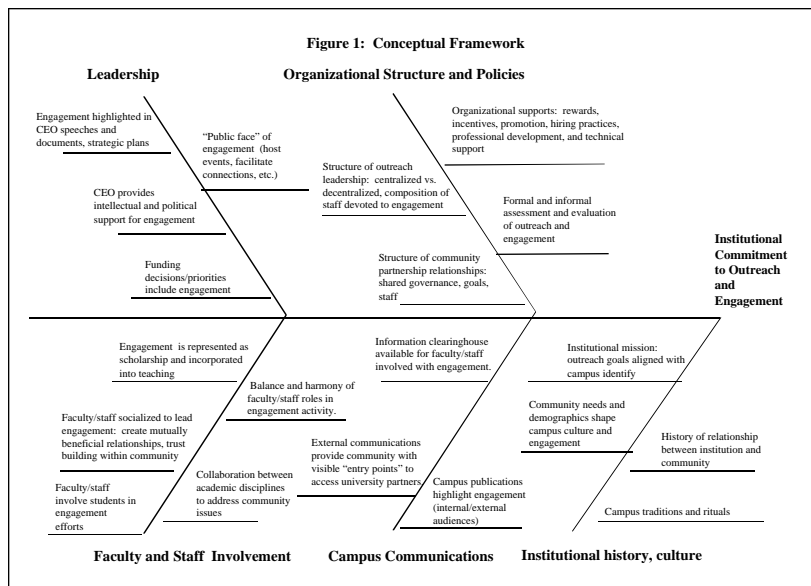 Figure 1:  Conceptual Framework
Leadership
Organizational Structure and Policies
Engagement highlighted in
CEO speeches and
documents, strategic plans
“Public face” of
engagement (host
events, facilitate
connections, etc.)
CEO provides
intellectual and political
support for engagement
Funding
decisions/priorities
include engagement
Organizational supports:  rewards,
incentives, promotion, hiring practices,
professional development, and technical
support
Structure of outreach
leadership:  centralized vs.
decentralized, composition of
staff devoted to engagement
Formal and informal
assessment and evaluation
of outreach and
engagement
Structure of community
partnership relationships:
shared governance, goals,
staff
Institutional
Commitment
to Outreach
and
Engagement
Engagement  is represented as
scholarship and incorporated
into teaching
Balance and harmony of
faculty/staff roles in
engagement activity.
Faculty/staff socialized to lead
engagement:  create mutually
beneficial relationships, trust
building within community
Collaboration between
academic disciplines
to address community
issues
Faculty/staff
involve students in
engagement
efforts
Information clearinghouse
available for faculty/staff
involved with engagement.
External communications
provide community with
visible “entry points” to
access university partners.
Campus publications
highlight engagement
(internal/external
audiences)
Institutional mission:
outreach goals aligned with
campus identify
Community needs and
demographics shape
campus culture and
engagement
History of relationship
between institution and
community
Campus traditions and rituals
Faculty and Staff  Involvement
Campus Communications
Institutional history, culture